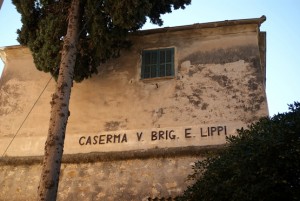 CASERMA V. BRIG. E. LIPPI